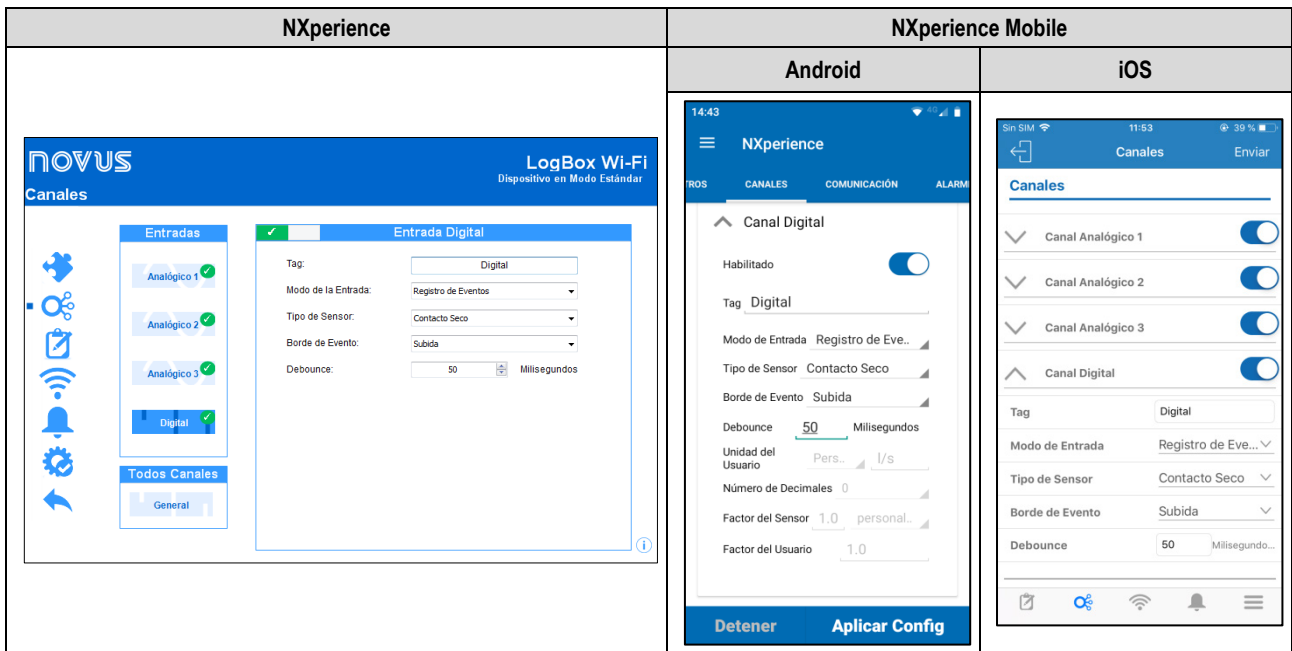 NXperience
NXperience Mobile
Android
iOS
novus
LogBox Wi-Fi
Dispositivo en Modo Estándar
Canales
Entradas
Analógico 1
Analógico 2
Analógico 3
Digital
Todos Canales
General
Entrada Digital
Tag: Digital
Modo de la Entrada: Registro de Eventos
Tipo de Sensor: Contacto Seco
Borde de Evento: Subida
Debounce: 50 Milisegundos
14:43 4G
NXperience
ROS CANALES COMUNICACIÓN ALARM
Canal Digital
Habilitado
Tag Digital
Modo de Entrada Registro de Eve..
Tipo de Sensor Contacto Seco
Borde de Evento Subida
Debounce 50 Milisegundos
Unidad del
Usuario Pers.. l/s
Número de Decimales 0
Factor del Sensor 1.0 personal..
Factor del Usuario 1.0
Detener Aplicar Config
Sin SIM 11:53 39 %
Canales Enviar
Canales
Canal Analógico 1
Canal Analógico 2
Canal Analógico 3
Canal Digital
Tag Digital
Modo de Entrada Registro de Eve...
Tipo de Sensor Contacto Seco
Borde de Evento Subida
Debounce 50 Milisegundo...